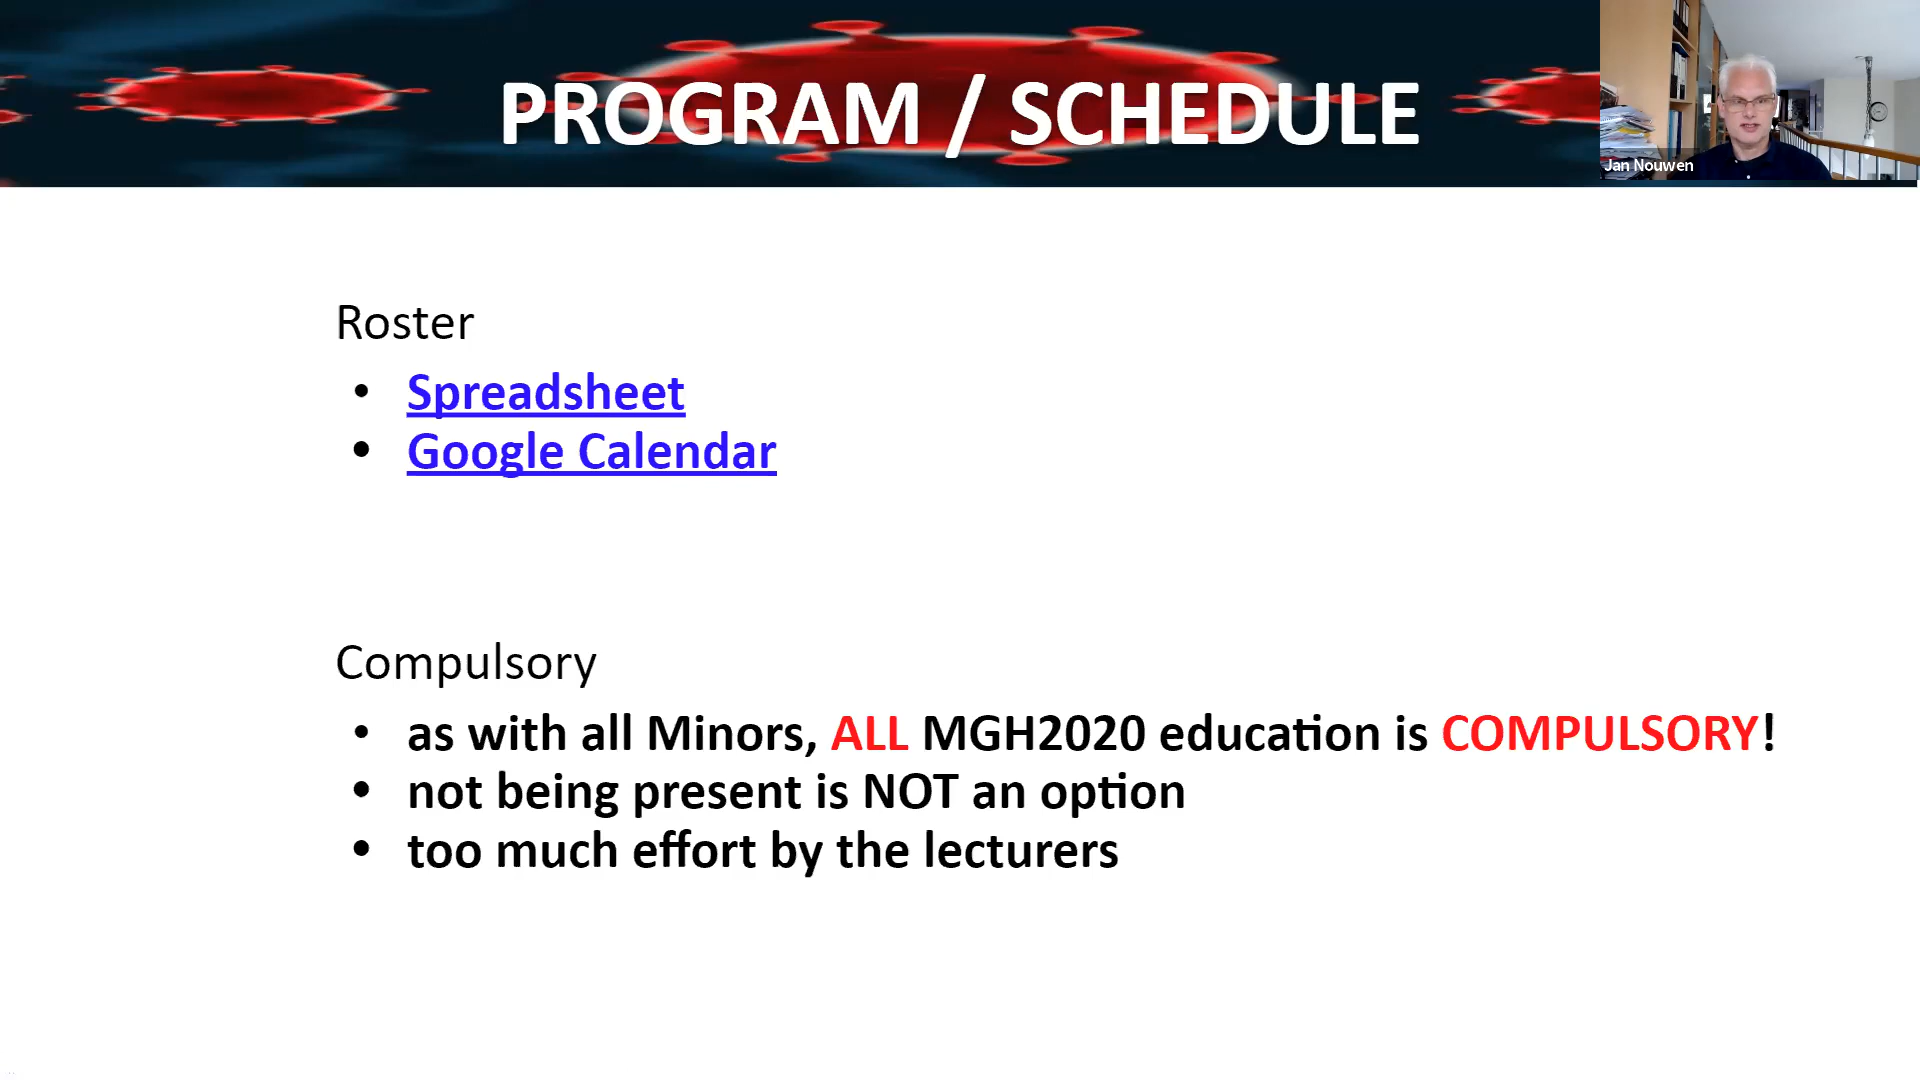 PROGRAM / SCHEDULE
Jan Nouwen
Roster
• Spreadsheet
• Google Calendar
Compulsory
• as with all Minors, ALL MGH2020 education is COMPULSORY!
• not being present is NOT an option
• too much effort by the lecturers